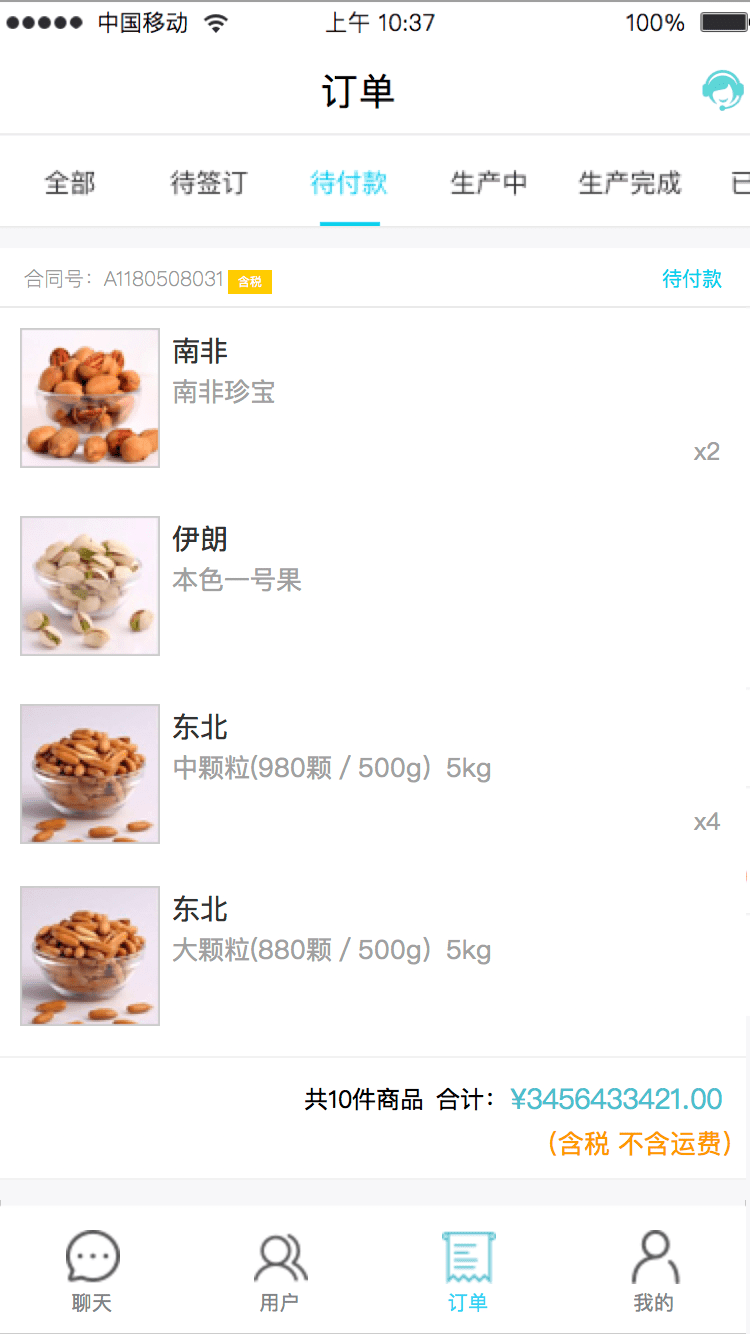 中国移动 上午 10:37 100%
订单
全部 待签订 待付款 生产中 生产完成 已
合同号：A1180508031 含税 待付款
南非
南非珍宝
x2
伊朗
本色一号果
东北
中颗粒(980颗 / 500g）5kg
x4
东北
大颗粒(880颗 / 500g）5kg
共10件商品 合计：¥3456433421.00
（含税 不含运费）
聊天 用户 订单 我的